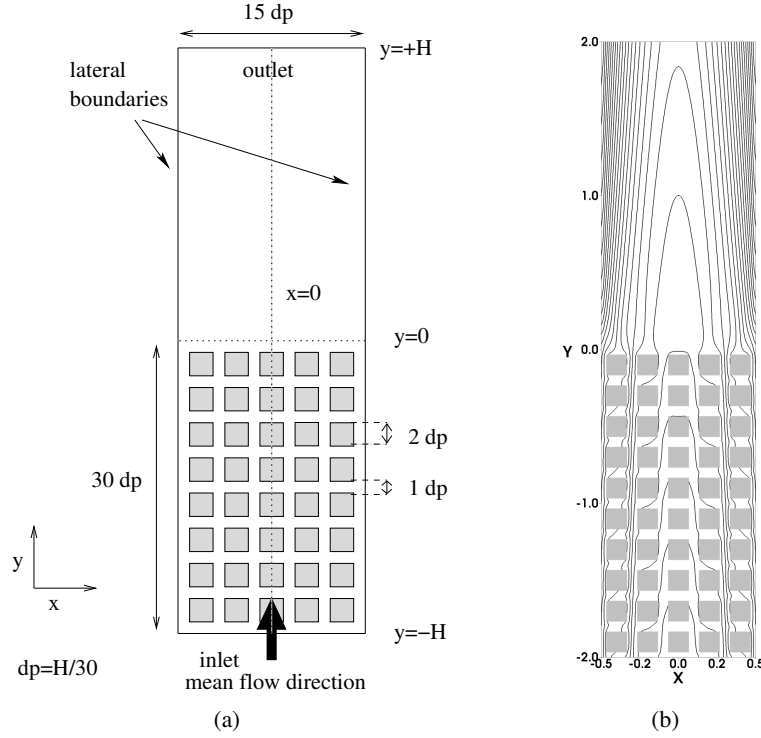 15 dp
y=+H
lateral
boundaries
outlet
x=0
y=0
2 dp
30 dp
1 dp
y
x
y=−H
inlet
dp=H/30
mean flow direction
(a)
2.0
1.0
Y 0.0
-1.0
-2.0
-0.5 -0.2 0.0 0.2 0.5
X
(b)